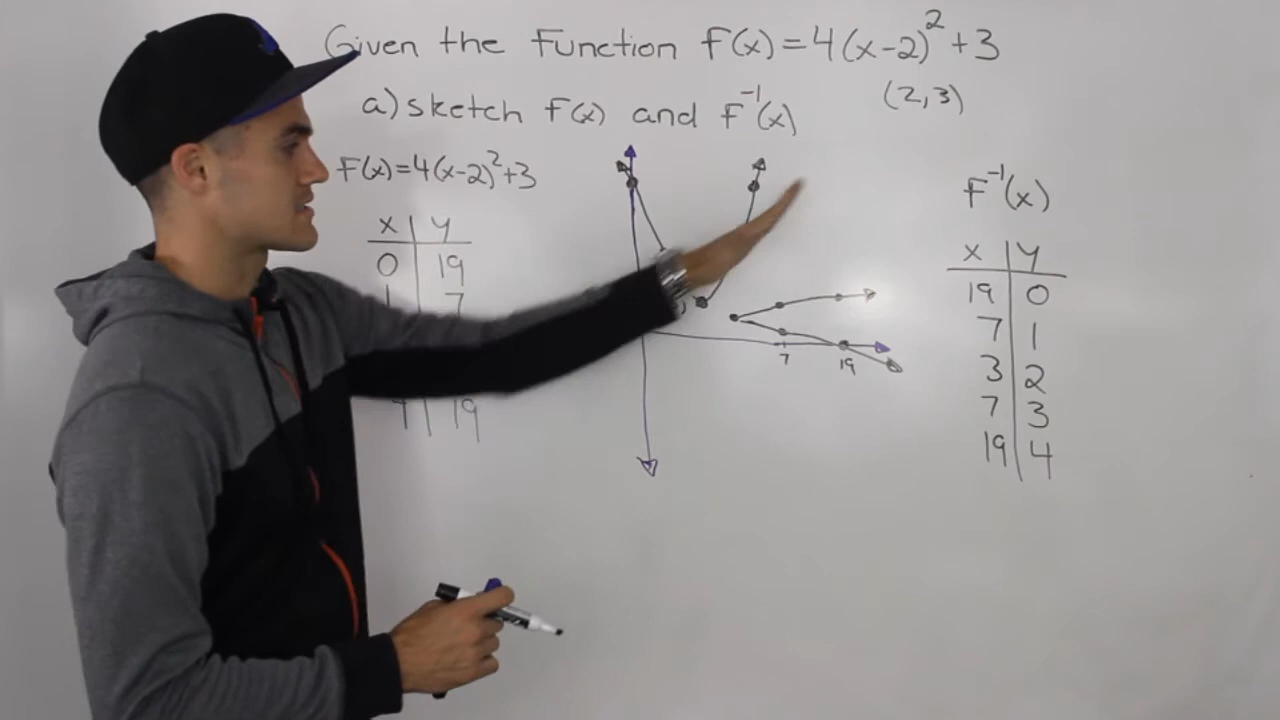 Given the Function F(x)=4(x-2)²+3
(2,3)
a) sketch F(x) and F⁻¹(x)
F(x)=4(x-2)²+3
x y
0 19
7
19
7 19
F⁻¹(x)
x y
19 0
7 1
3 2
7 3
19 4